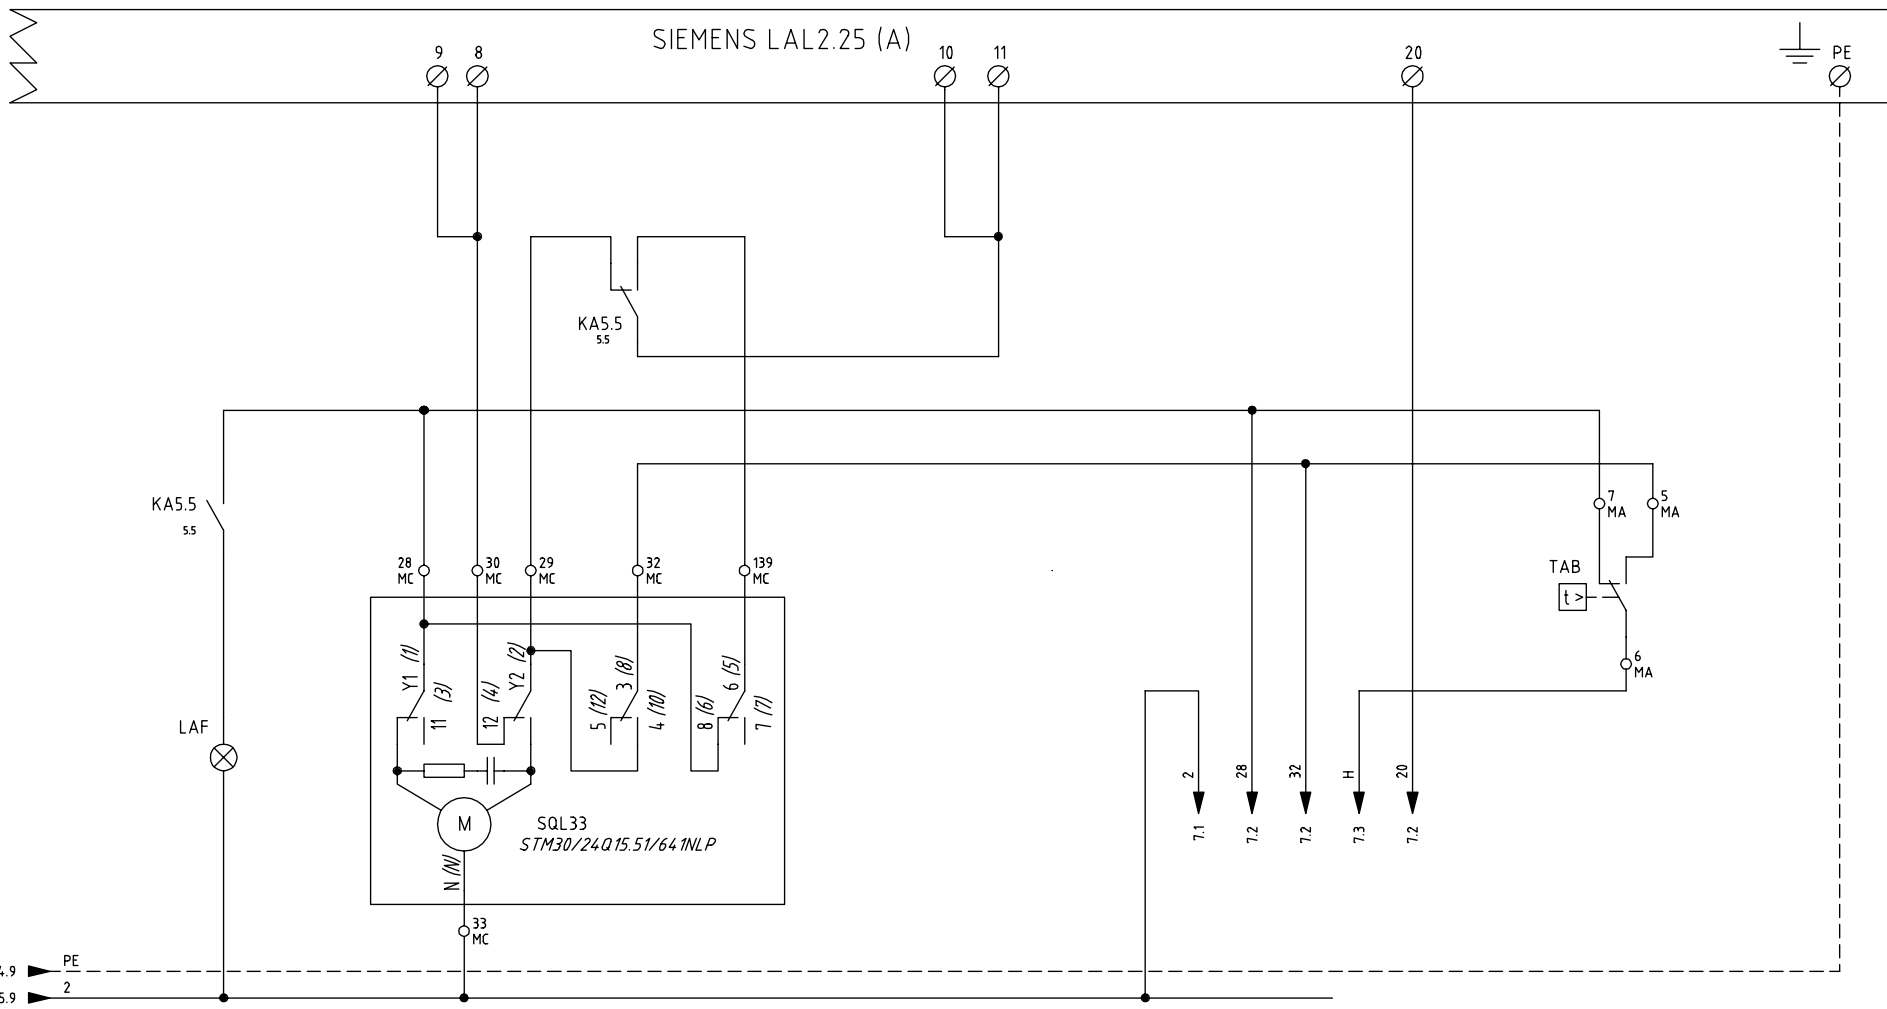 SIEMENS LAL2.25 (A)
9
8
10
11
20
PE
KA5.5
5.5
KA5.5
5.5
28
MC
30
MC
29
MC
32
MC
139
MC
7
MA
5
MA
TAB
t >
6
MA
Y1 (1)
11 (3)
12 (4)
Y2 (2)
5 (12)
3 (8)
4 (10)
8 (6)
6 (5)
7 (7)
LAF
M
SQL33
STM30/24Q15.51/641NLP
N (N)
33
MC
2
28
32
H
20
7.1
7.2
7.2
7.3
7.2
4.9
PE
5.9
2